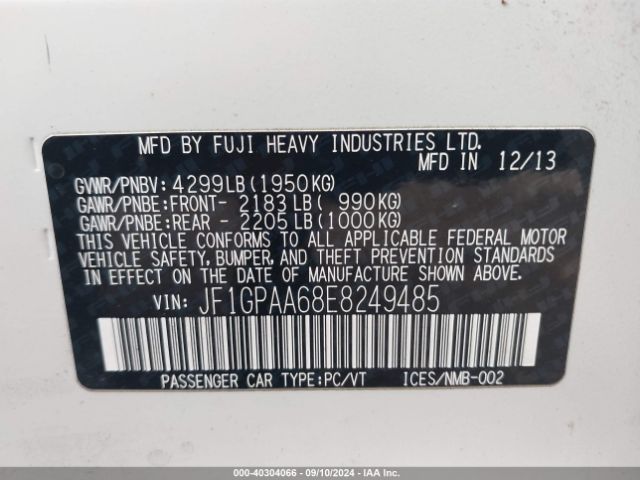 MFD BY FUJI HEAVY INDUSTRIES LTD.
MFD IN 12/13
GVWR/PNBV: 4299LB(1950KG)
GAWR/PNBE:FRONT- 2183LB( 990KG)
GAWR/PNBE:REAR - 2205LB(1000KG)
THIS VEHICLE CONFORMS TO ALL APPLICABLE FEDERAL MOTOR
VEHICLE SAFETY, BUMPER, AND THEFT PREVENTION STANDARDS
IN EFFECT ON THE DATE OF MANUFACTURE SHOWN ABOVE.
VIN: JF1GPAA68E8249485
PASSENGER CAR TYPE:PC/VT ICES/NMB-002
000-40304066 - 09/10/2024 - IAA, Inc.